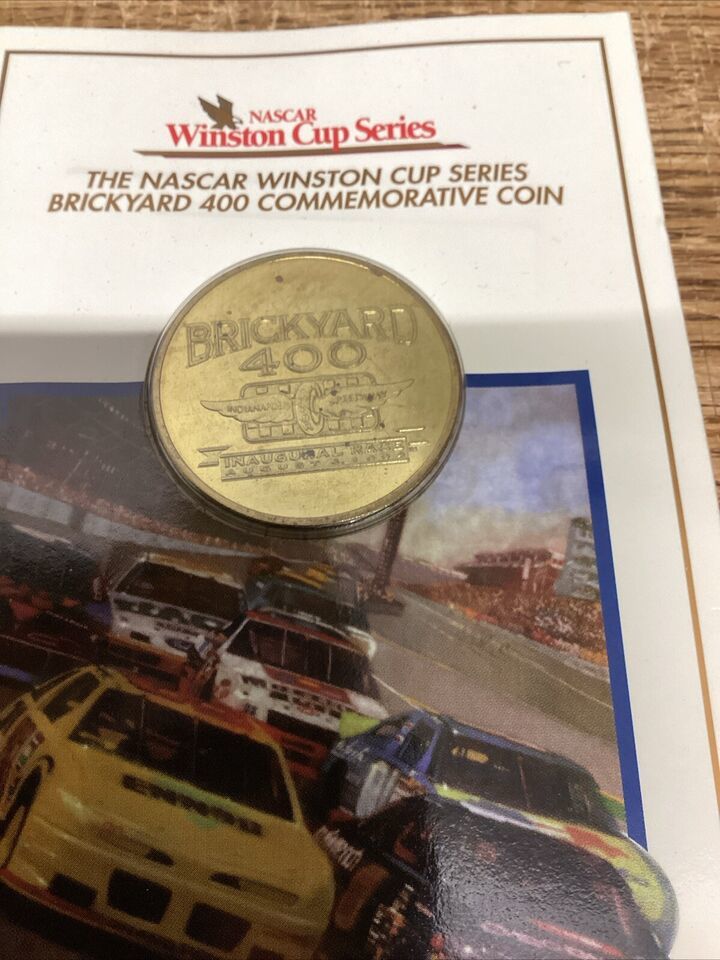 NASCAR
Winston Cup Series
THE NASCAR WINSTON CUP SERIES
BRICKYARD 400 COMMEMORATIVE COIN
BRICKYARD
400
INDIANAPOLIS SPEEDWAY
INAUGURAL RACE
AUGUST 6,